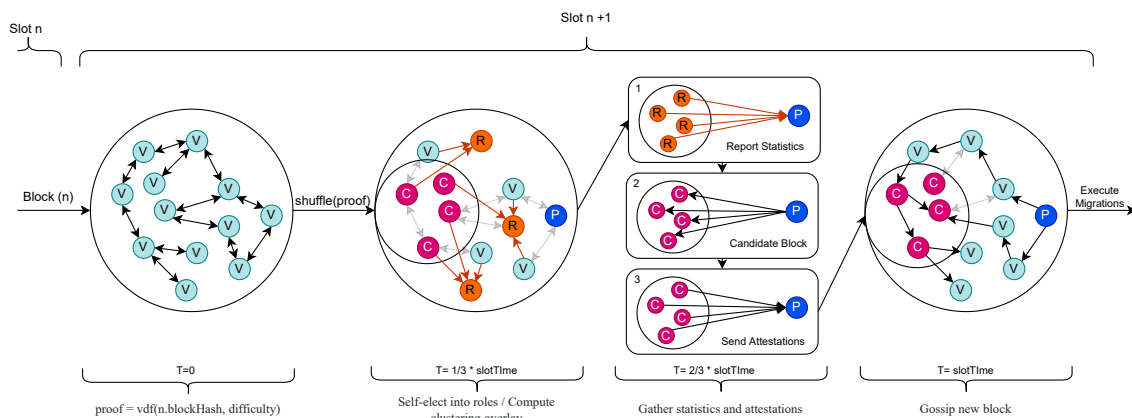 Slot n
Slot n +1
Block (n)
V
V
V
V
V
V
V
V
V
V
V
V
shuffle(proof)
R
V
C
V
C
C
P
R
C
V
V
R
1
R
R
R
R
P
Report Statistics
2
C
C
C
C
P
Candidate Block
3
C
C
C
C
P
Send Attestations
V
V
C
V
C
C
P
V
C
V
V
V
Execute
Migrations
T=0
T= 1/3 * slotTIme
T= 2/3 * slotTIme
T= slotTIme
proof = vdf(n.blockHash, difficulty)
Self-elect into roles / Compute
clustering overlay
Gather statistics and attestations
Gossip new block